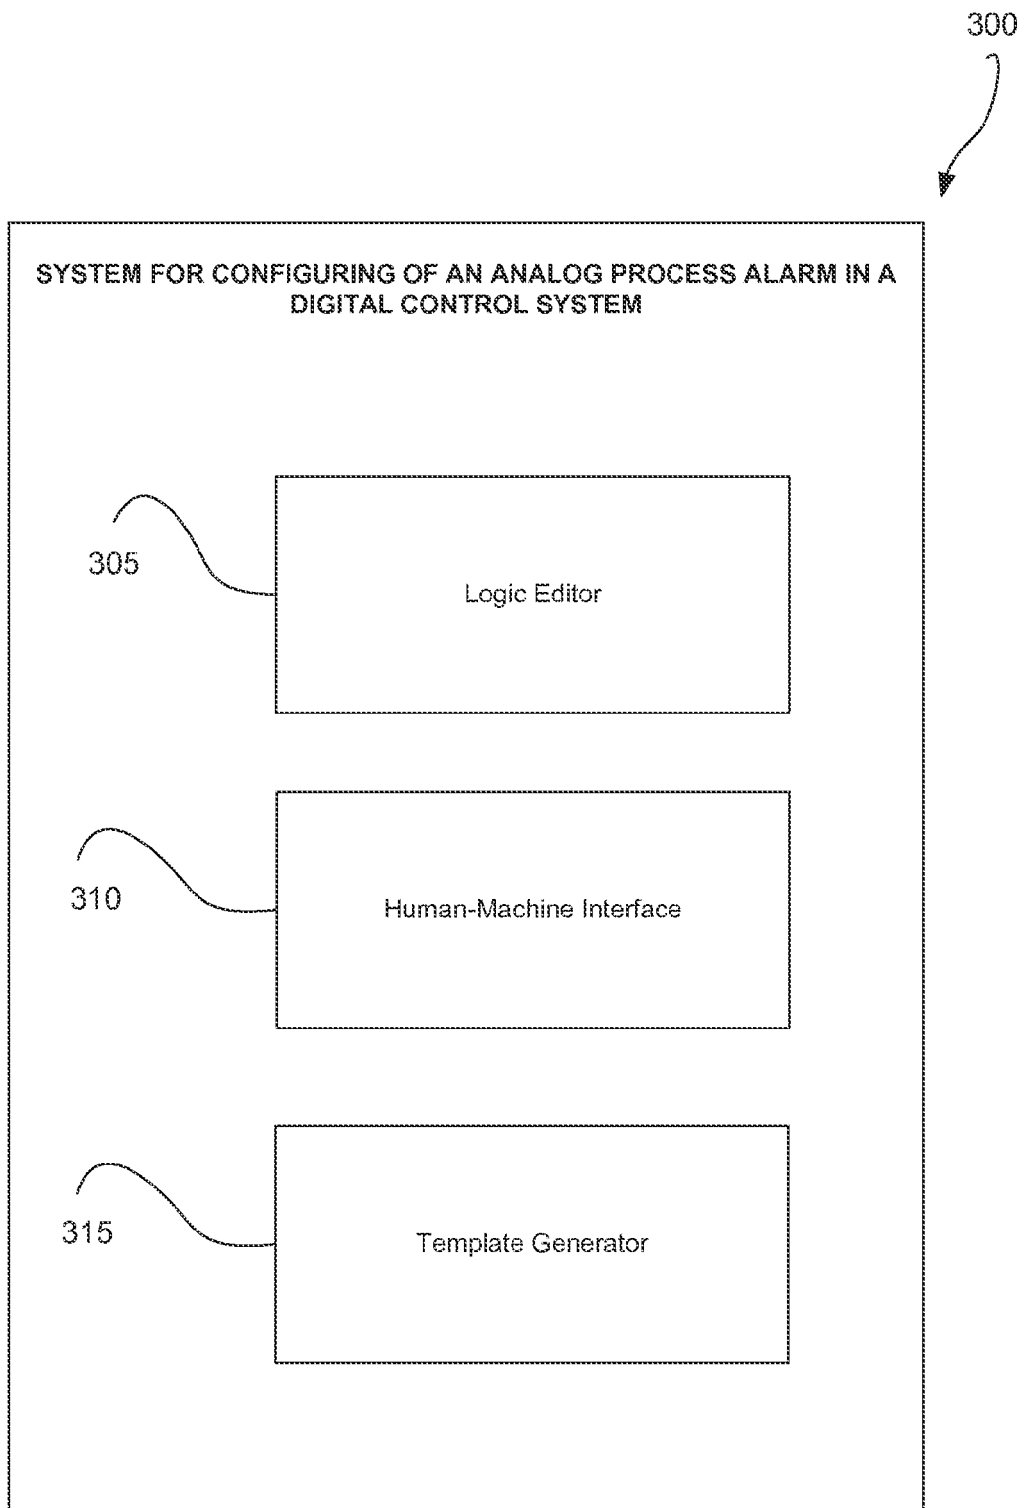 300
SYSTEM FOR CONFIGURING OF AN ANALOG PROCESS ALARM IN A
DIGITAL CONTROL SYSTEM
305
Logic Editor
310
Human-Machine Interface
315
Template Generator